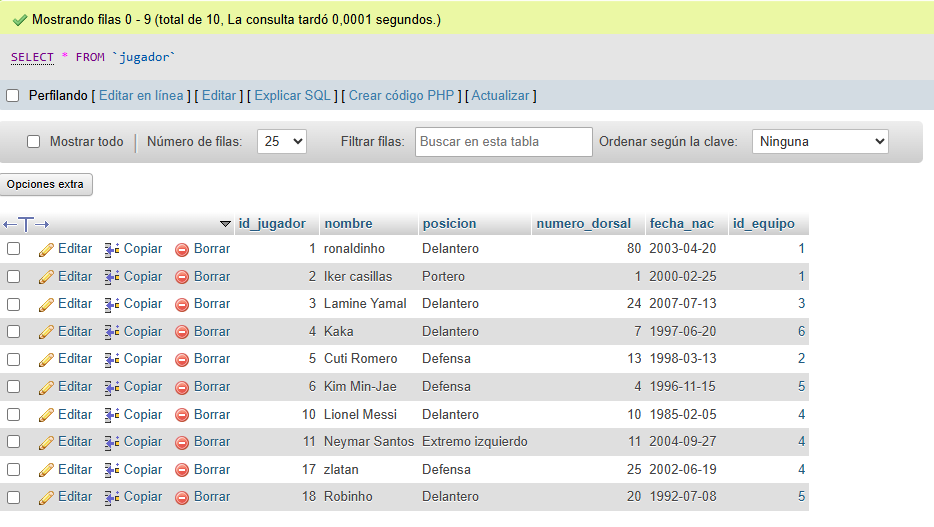 Mostrando filas 0 - 9 (total de 10, La consulta tardó 0,0001 segundos.)
SELECT * FROM `jugador`
Perfilando [ Editar en línea ] [ Editar ] [ Explicar SQL ] [ Crear código PHP ] [ Actualizar ]
Mostrar todo | Número de filas: 25 Filtrar filas: Buscar en esta tabla Ordenar según la clave: Ninguna
Opciones extra
←T→ ▼ id_jugador nombre posicion numero_dorsal fecha_nac id_equipo
Editar Copiar Borrar 1 ronaldinho Delantero 80 2003-04-20 1
Editar Copiar Borrar 2 Iker casillas Portero 1 2000-02-25 1
Editar Copiar Borrar 3 Lamine Yamal Delantero 24 2007-07-13 3
Editar Copiar Borrar 4 Kaka Delantero 7 1997-06-20 6
Editar Copiar Borrar 5 Cuti Romero Defensa 13 1998-03-13 2
Editar Copiar Borrar 6 Kim Min-Jae Defensa 4 1996-11-15 5
Editar Copiar Borrar 10 Lionel Messi Delantero 10 1985-02-05 4
Editar Copiar Borrar 11 Neymar Santos Extremo izquierdo 11 2004-09-27 4
Editar Copiar Borrar 17 zlatan Defensa 25 2002-06-19 4
Editar Copiar Borrar 18 Robinho Delantero 20 1992-07-08 5